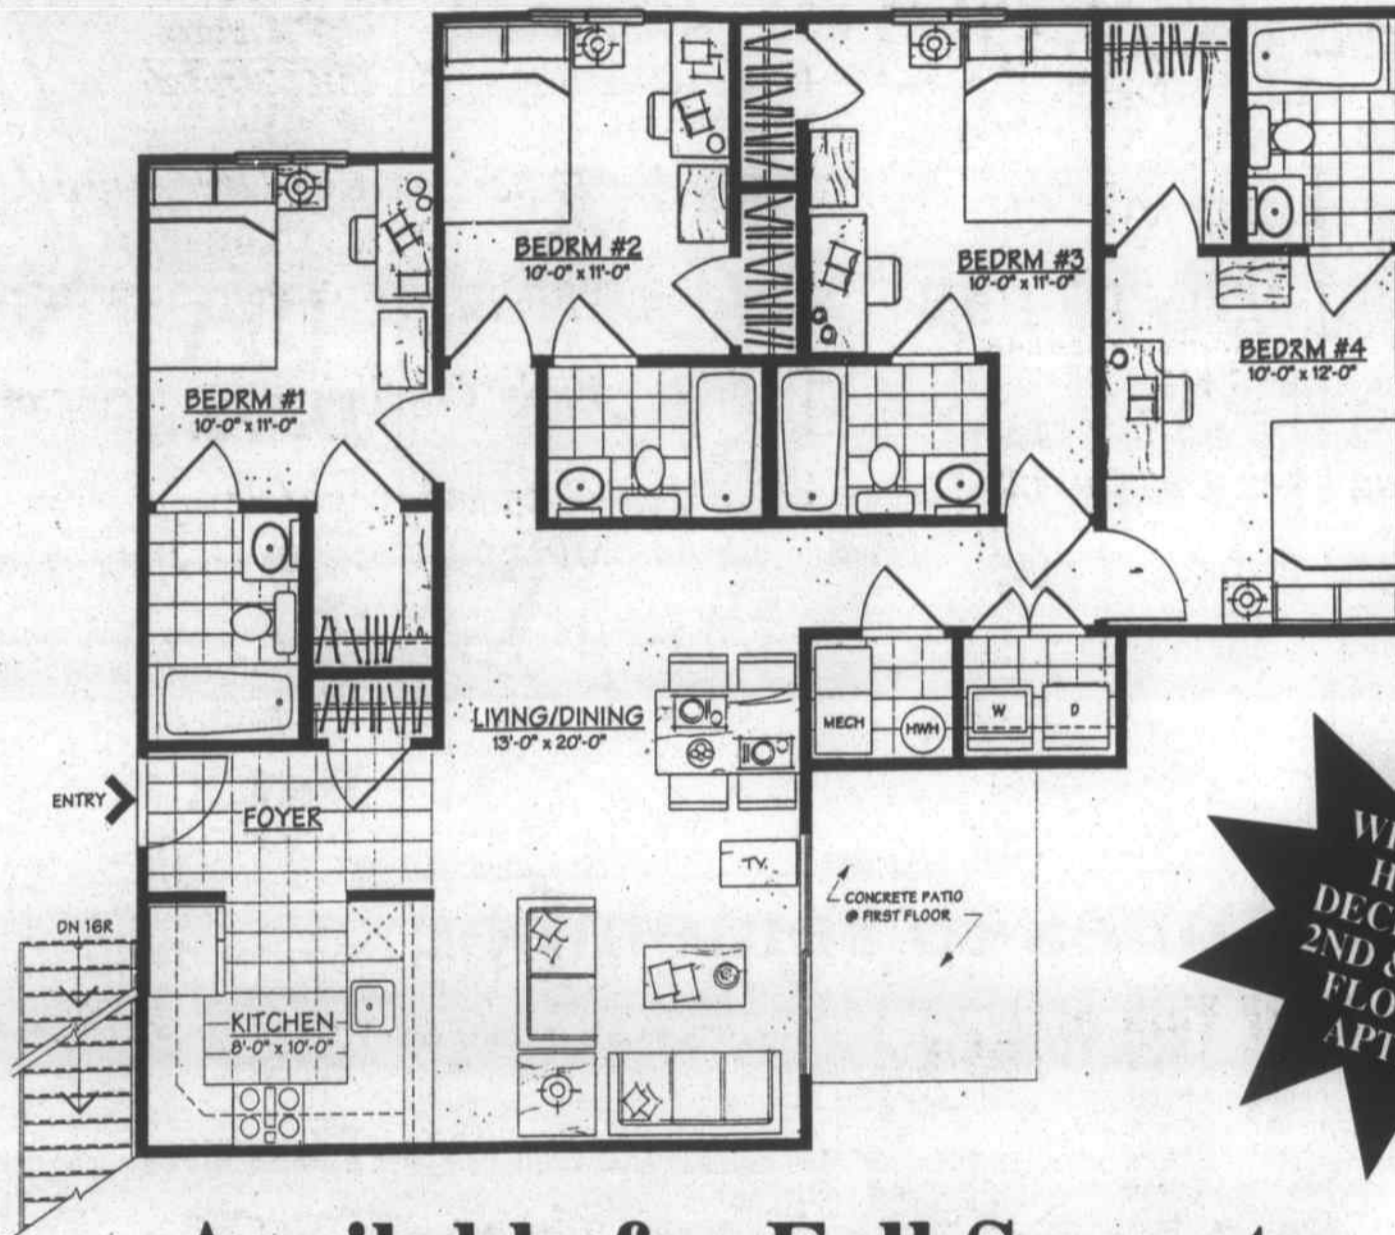 BEDRM #2
10'-0" x 11'-0"
BEDRM #3
10'-0" x 11'-0"
BEDRM #4
10'-0" x 12'-0"
BEDRM #1
10'-0" x 11'-0"
LIVING/DINING
13'-0" x 20'-0"
MECH
HWH
W
D
ENTRY
FOYER
T.V.
CONCRETE PATIO
@ FIRST FLOOR
DN 16R
KITCHEN
8'-0" x 10'-0"
2ND &